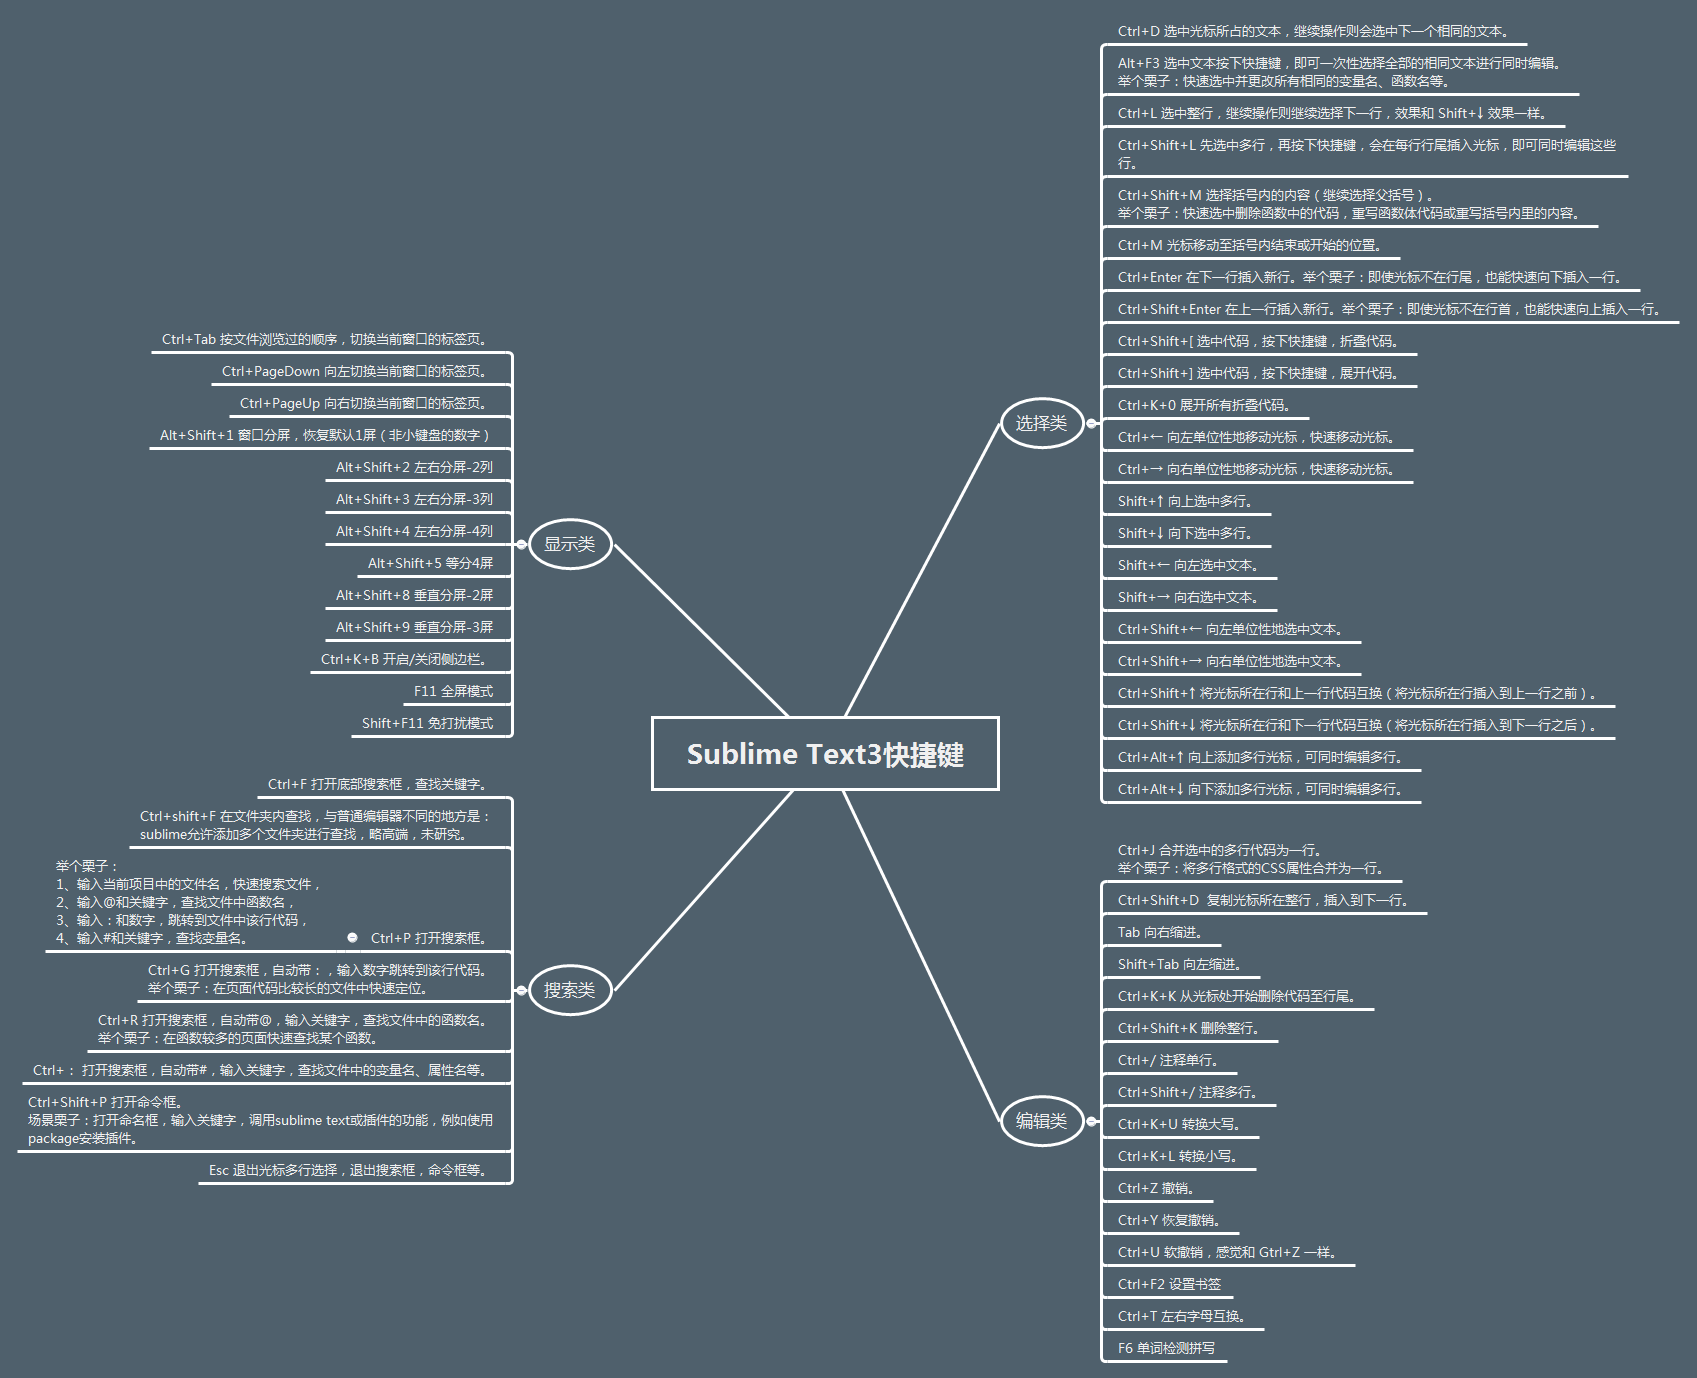 Sublime Text3快捷键
选择类
Ctrl+D 选中光标所占的文本，继续操作则会选中下一个相同的文本。
Alt+F3 选中文本按下快捷键，即可一次性选择全部的相同文本进行同时编辑。
举个栗子：快速选中并更改所有相同的变量名、函数名等。
Ctrl+L 选中整行，继续操作则继续选择下一行，效果和 Shift+↓ 效果一样。
Ctrl+Shift+L 先选中多行，再按下快捷键，会在每行行尾插入光标，即可同时编辑这些
行。
Ctrl+Shift+M 选择括号内的内容（继续选择父括号）。
举个栗子：快速选中删除函数中的代码，重写函数体代码或重写括号内里的内容。
Ctrl+M 光标移动至括号内结束或开始的位置。
Ctrl+Enter 在下一行插入新行。举个栗子：即使光标不在行尾，也能快速向下插入一行。
Ctrl+Shift+Enter 在上一行插入新行。举个栗子：即使光标不在行首，也能快速向上插入一行。
Ctrl+Shift+[ 选中代码，按下快捷键，折叠代码。
Ctrl+Shift+] 选中代码，按下快捷键，展开代码。
Ctrl+K+0 展开所有折叠代码。
Ctrl+← 向左单位性地移动光标，快速移动光标。
Ctrl+→ 向右单位性地移动光标，快速移动光标。
Shift+↑ 向上选中多行。
Shift+↓ 向下选中多行。
Shift+← 向左选中文本。
Shift+→ 向右选中文本。
Ctrl+Shift+← 向左单位性地选中文本。
Ctrl+Shift+→ 向右单位性地选中文本。
Ctrl+Shift+↑ 将光标所在行和上一行代码互换（将光标所在行插入到上一行之前）。
Ctrl+Shift+↓ 将光标所在行和下一行代码互换（将光标所在行插入到下一行之后）。
Ctrl+Alt+↑ 向上添加多行光标，可同时编辑多行。
Ctrl+Alt+↓ 向下添加多行光标，可同时编辑多行。
编辑类
Ctrl+J 合并选中的多行代码为一行。
举个栗子：将多行格式的CSS属性合并为一行。
Ctrl+Shift+D  复制光标所在整行，插入到下一行。
Tab 向右缩进。
Shift+Tab 向左缩进。
Ctrl+K+K 从光标处开始删除代码至行尾。
Ctrl+Shift+K 删除整行。
Ctrl+/ 注释单行。
Ctrl+Shift+/ 注释多行。
Ctrl+K+U 转换大写。
Ctrl+K+L 转换小写。
Ctrl+Z 撤销。
Ctrl+Y 恢复撤销。
Ctrl+U 软撤销，感觉和 Gtrl+Z 一样。
Ctrl+F2 设置书签
Ctrl+T 左右字母互换。
F6 单词检测拼写
显示类
Ctrl+Tab 按文件浏览过的顺序，切换当前窗口的标签页。
Ctrl+PageDown 向左切换当前窗口的标签页。
Ctrl+PageUp 向右切换当前窗口的标签页。
Alt+Shift+1 窗口分屏，恢复默认1屏（非小键盘的数字）
Alt+Shift+2 左右分屏-2列
Alt+Shift+3 左右分屏-3列
Alt+Shift+4 左右分屏-4列
Alt+Shift+5 等分4屏
Alt+Shift+8 垂直分屏-2屏
Alt+Shift+9 垂直分屏-3屏
Ctrl+K+B 开启/关闭侧边栏。
F11 全屏模式
Shift+F11 免打扰模式
搜索类
Ctrl+F 打开底部搜索框，查找关键字。
Ctrl+shift+F 在文件夹内查找，与普通编辑器不同的地方是：
sublime允许添加多个文件夹进行查找，略高端，未研究。
Ctrl+P 打开搜索框。
举个栗子：
1、输入当前项目中的文件名，快速搜索文件，
2、输入@和关键字，查找文件中函数名，
3、输入：和数字，跳转到文件中该行代码，
4、输入#和关键字，查找变量名。
Ctrl+G 打开搜索框，自动带：，输入数字跳转到该行代码。
举个栗子：在页面代码比较长的文件中快速定位。
Ctrl+R 打开搜索框，自动带@，输入关键字，查找文件中的函数名。
举个栗子：在函数较多的页面快速查找某个函数。
Ctrl+： 打开搜索框，自动带#，输入关键字，查找文件中的变量名、属性名等。
Ctrl+Shift+P 打开命令框。
场景栗子：打开命名框，输入关键字，调用sublime text或插件的功能，例如使用
package安装插件。
Esc 退出光标多行选择，退出搜索框，命令框等。